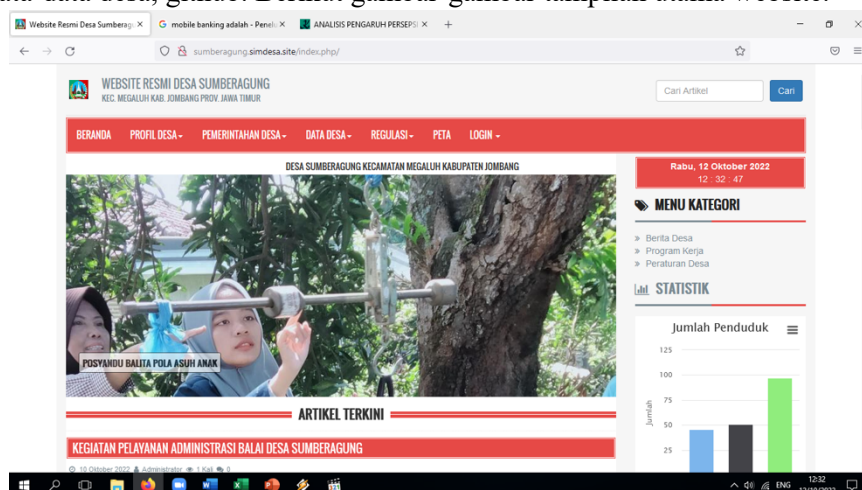 Website Resmi Desa Sumberagu
mobile banking adalah - Penelu
ANALISIS PENGARUH PERSEPSI
sumberagung.simdesa.site/index.php/
WEBSITE RESMI DESA SUMBERAGUNG
KEC. MEGALUH KAB. JOMBANG PROV. JAWA TIMUR
Cari Artikel
Cari
BERANDA PROFIL DESA PEMERINTAHAN DESA DATA DESA REGULASI PETA LOGIN
DESA SUMBERAGUNG KECAMATAN MEGALUH KABUPATEN JOMBANG
POSYANDU BALITA POLA ASUH ANAK
ARTIKEL TERKINI
KEGIATAN PELAYANAN ADMINISTRASI BALAI DESA SUMBERAGUNG
10 Oktober 2022 Administrator 1 Kali 0
Rabu, 12 Oktober 2022
12 : 32 : 47
MENU KATEGORI
Berita Desa
Program Kerja
Peraturan Desa
STATISTIK
Jumlah Penduduk
125
100
75
50
25
Jumlah
ENG
12:32